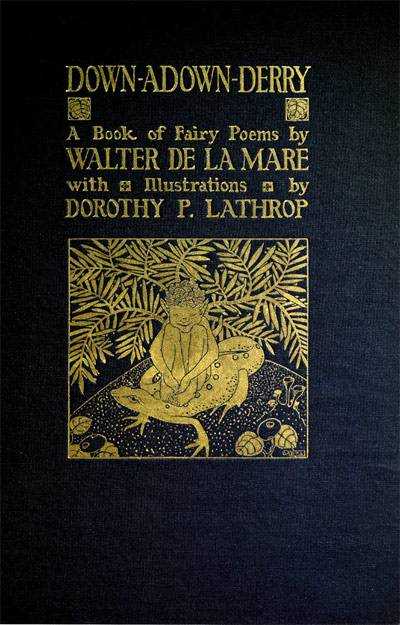 DOWN-ADOWN-DERRY
A Book of Fairy Poems by
WALTER DE LA MARE
with Illustrations by
DOROTHY P. LATHROP